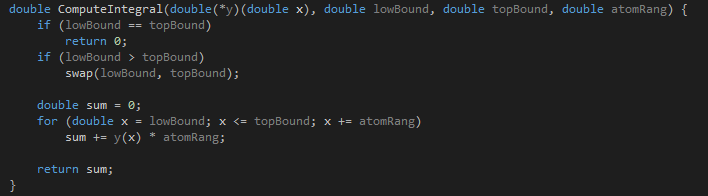 double ComputeIntegral(double(*y)(double x), double lowBound, double topBound, double atomRang) {
    if (lowBound == topBound)
        return 0;
    if (lowBound > topBound)
        swap(lowBound, topBound);

    double sum = 0;
    for (double x = lowBound; x <= topBound; x += atomRang)
        sum += y(x) * atomRang;

    return sum;
}